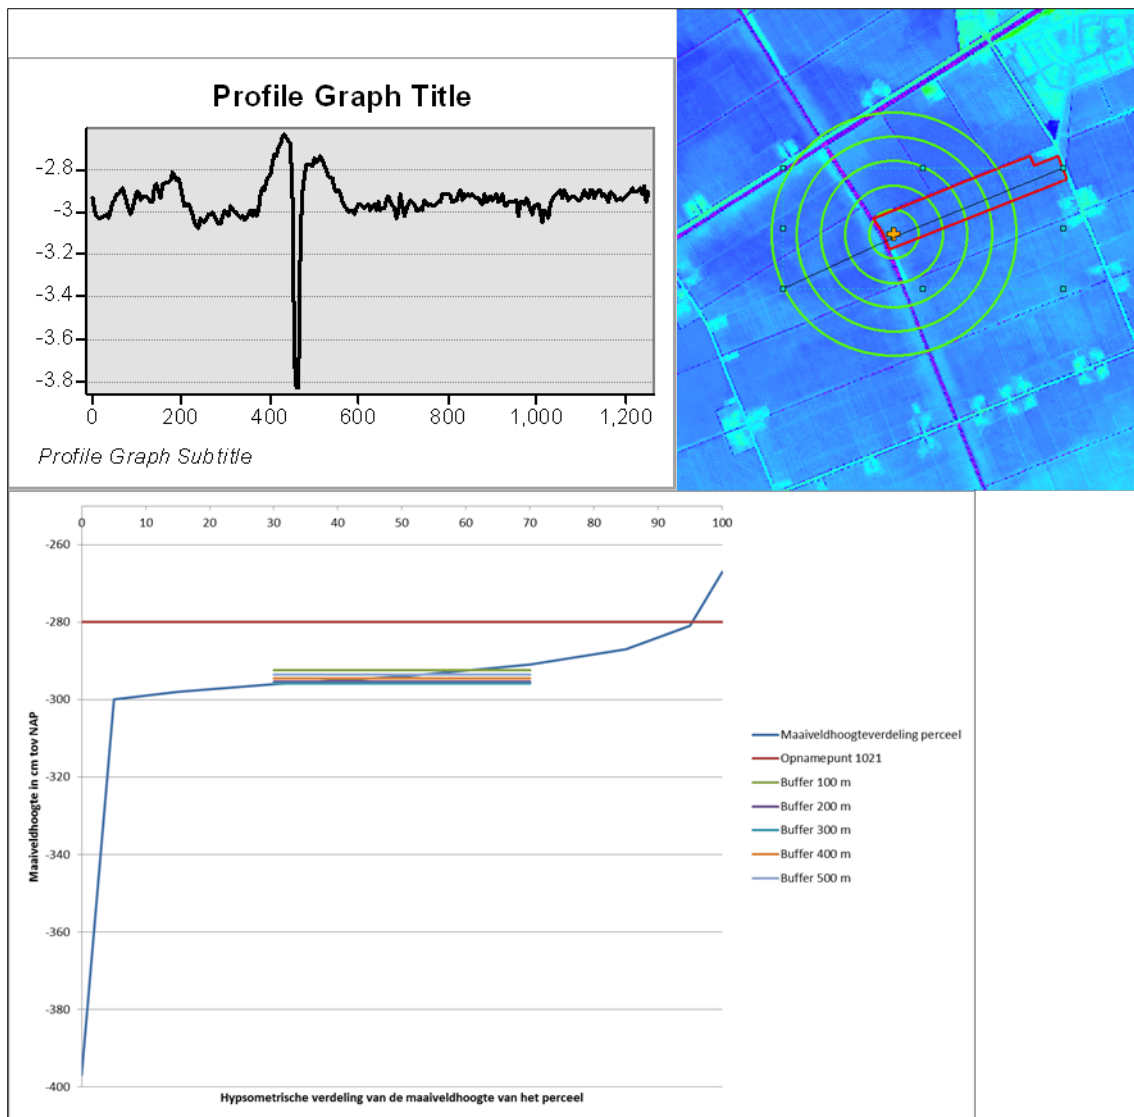 Profile Graph Title
-2.8
-3
-3.2
-3.4
-3.6
-3.8
0 200 400 600 800 1,000 1,200
Profile Graph Subtitle
0 10 20 30 40 50 60 70 80 90 100
-260
-280
-300
-320
-340
-360
-380
-400
Maaiveldhoogte in cm tov NAP
Maaiveldhoogteverdeling perceel
Opnamepunt 1021
Buffer 100 m
Buffer 200 m
Buffer 300 m
Buffer 400 m
Buffer 500 m
Hypsometrische verdeling van de maaiveldhoogte van het perceel